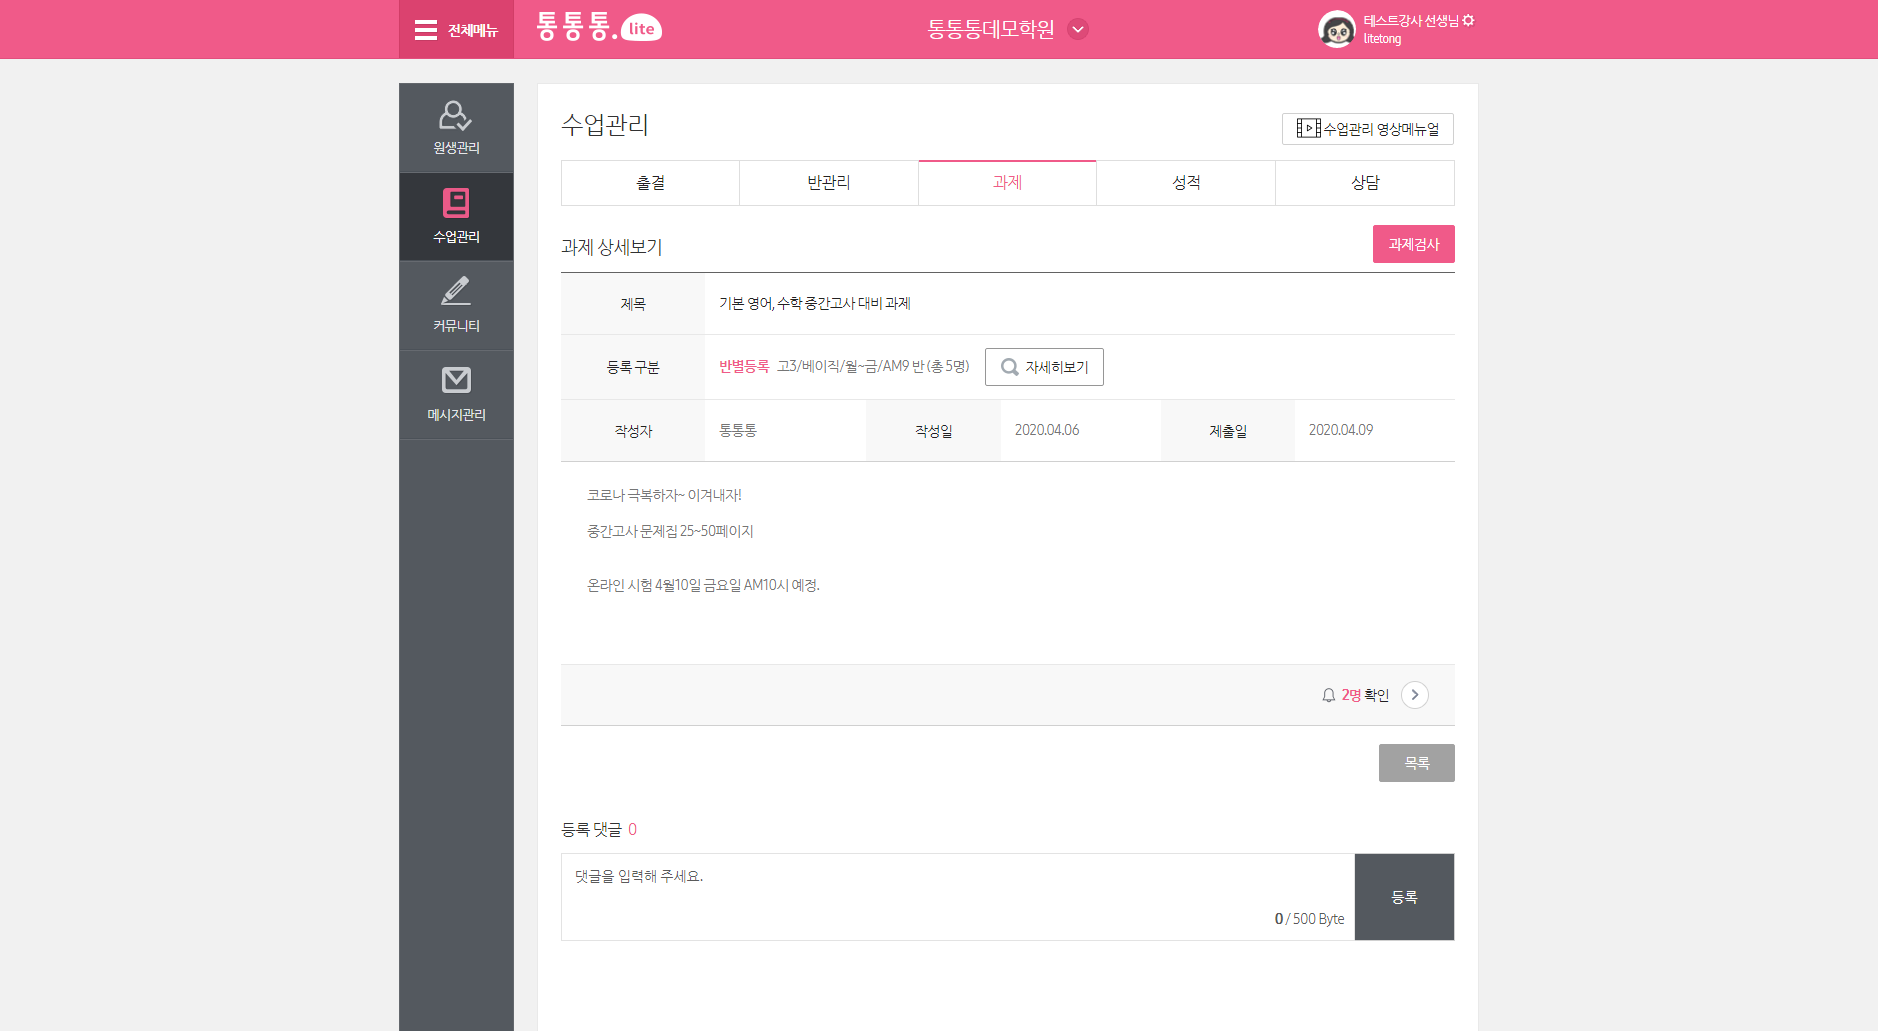 전체메뉴
통통통.lite
통통통데모학원
테스트강사 선생님
litetong
원생관리
수업관리
커뮤니티
메시지관리
수업관리
수업관리 영상메뉴얼
출결
반관리
과제
성적
상담
과제 상세보기
과제검사
제목
기본 영어, 수학 중간고사 대비 과제
등록 구분
반별등록 고3/베이직/월~금/AM9 반 (총 5명)
자세히보기
작성자
통통통
작성일
2020.04.06
제출일
2020.04.09
코로나 극복하자~ 이겨내자!
중간고사 문제집 25~50페이지
온라인 시험 4월10일 금요일 AM10시 예정.
2명 확인
목록
등록 댓글 0
댓글을 입력해 주세요.
0 / 500 Byte
등록